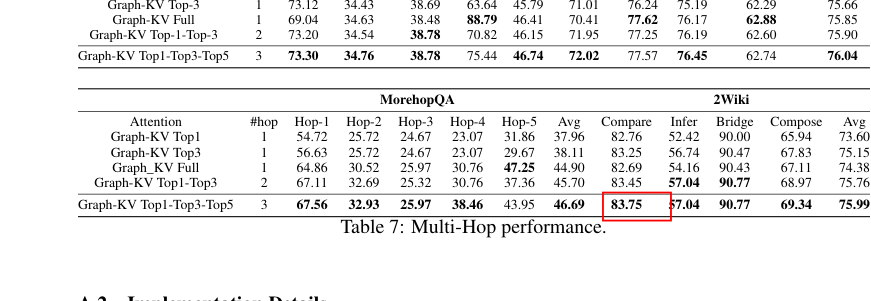 Graph-KV Top-3 1 73.12 34.43 38.69 63.64 45.79 71.01 76.24 75.19 62.29 75.66
Graph-KV Full 1 69.04 34.63 38.48 88.79 46.41 70.41 77.62 76.17 62.88 75.85
Graph-KV Top-1-Top-3 2 73.20 34.54 38.78 70.82 46.15 71.95 77.25 76.19 62.60 75.90
Graph-KV Top1-Top3-Top5 3 73.30 34.76 38.78 75.44 46.74 72.02 77.57 76.45 62.74 76.04
MorehopQA 2Wiki
Attention #hop Hop-1 Hop-2 Hop-3 Hop-4 Hop-5 Avg Compare Infer Bridge Compose Avg
Graph-KV Top1 1 54.72 25.72 24.67 23.07 31.86 37.96 82.76 52.42 90.00 65.94 73.60
Graph-KV Top3 1 56.63 25.72 24.67 23.07 29.67 38.11 83.25 56.74 90.47 67.83 75.15
Graph_KV Full 1 64.86 30.52 25.97 30.76 47.25 44.90 82.69 54.16 90.43 67.11 74.38
Graph-KV Top1-Top3 2 67.11 32.69 25.32 30.76 37.36 45.70 83.45 57.04 90.77 68.97 75.76
Graph-KV Top1-Top3-Top5 3 67.56 32.93 25.97 38.46 43.95 46.69 83.75 57.04 90.77 69.34 75.99
Table 7: Multi-Hop performance.
A.2 Implementation Details